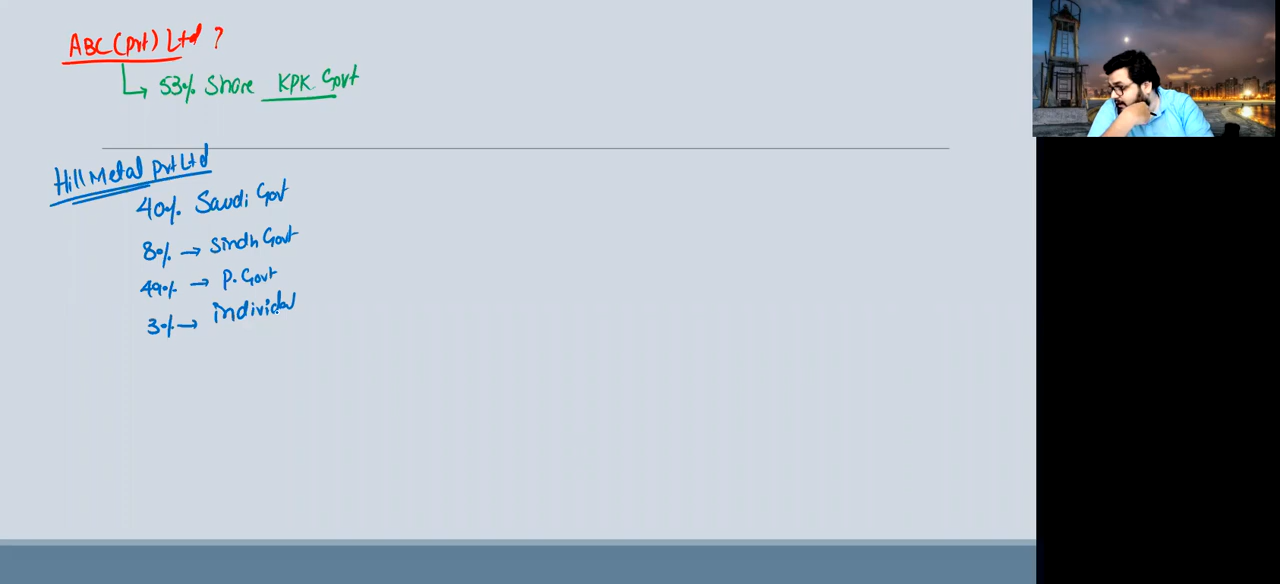 ABC (Pvt) Ltd ?
53% Share KPK Govt
Hill Metal Pvt Ltd
40% Saudi Govt
8% → Sindh Govt
49% → P. Govt
3% → individal